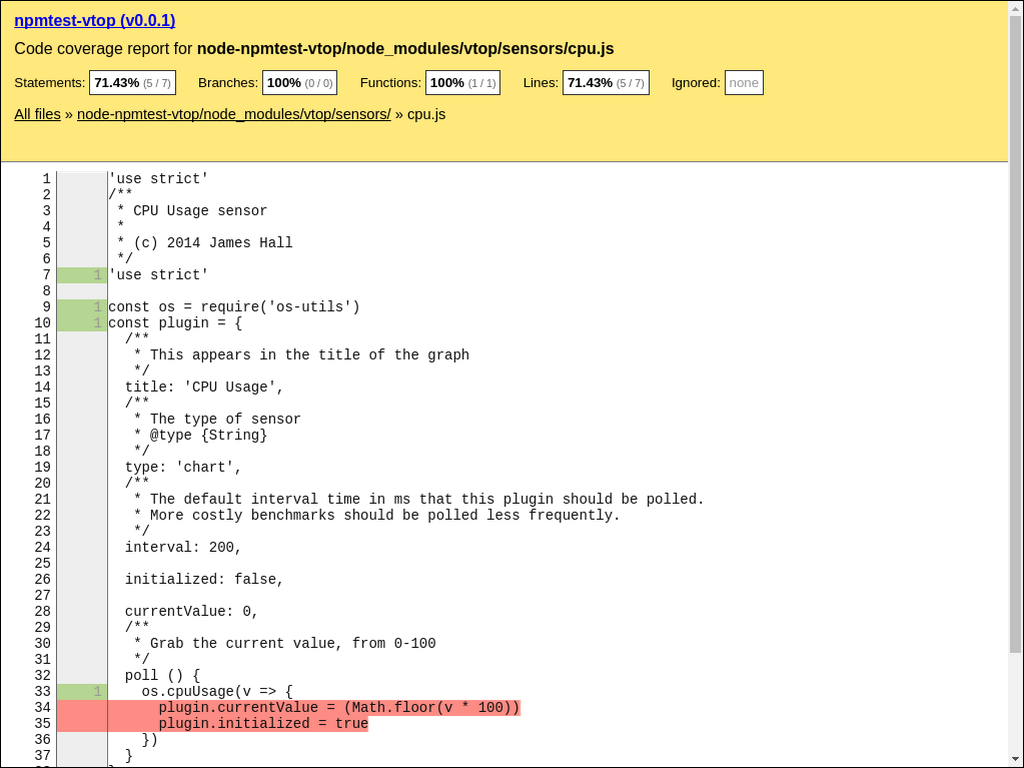 npmtest-vtop (v0.0.1)
Code coverage report for node-npmtest-vtop/node_modules/vtop/sensors/cpu.js
Statements: 71.43% (5 / 7) Branches: 100% (0 / 0) Functions: 100% (1 / 1) Lines: 71.43% (5 / 7) Ignored: none
All files » node-npmtest-vtop/node_modules/vtop/sensors/ » cpu.js
1 'use strict'
2 /**
3  * CPU Usage sensor
4  *
5  * (c) 2014 James Hall
6  */
7 1 'use strict'
8
9 1 const os = require('os-utils')
10 1 const plugin = {
11   /**
12    * This appears in the title of the graph
13    */
14   title: 'CPU Usage',
15   /**
16    * The type of sensor
17    * @type {String}
18    */
19   type: 'chart',
20   /**
21    * The default interval time in ms that this plugin should be polled.
22    * More costly benchmarks should be polled less frequently.
23    */
24   interval: 200,
25
26   initialized: false,
27
28   currentValue: 0,
29   /**
30    * Grab the current value, from 0-100
31    */
32   poll () {
33 1     os.cpuUsage(v => {
34       plugin.currentValue = (Math.floor(v * 100))
35       plugin.initialized = true
36     })
37   }